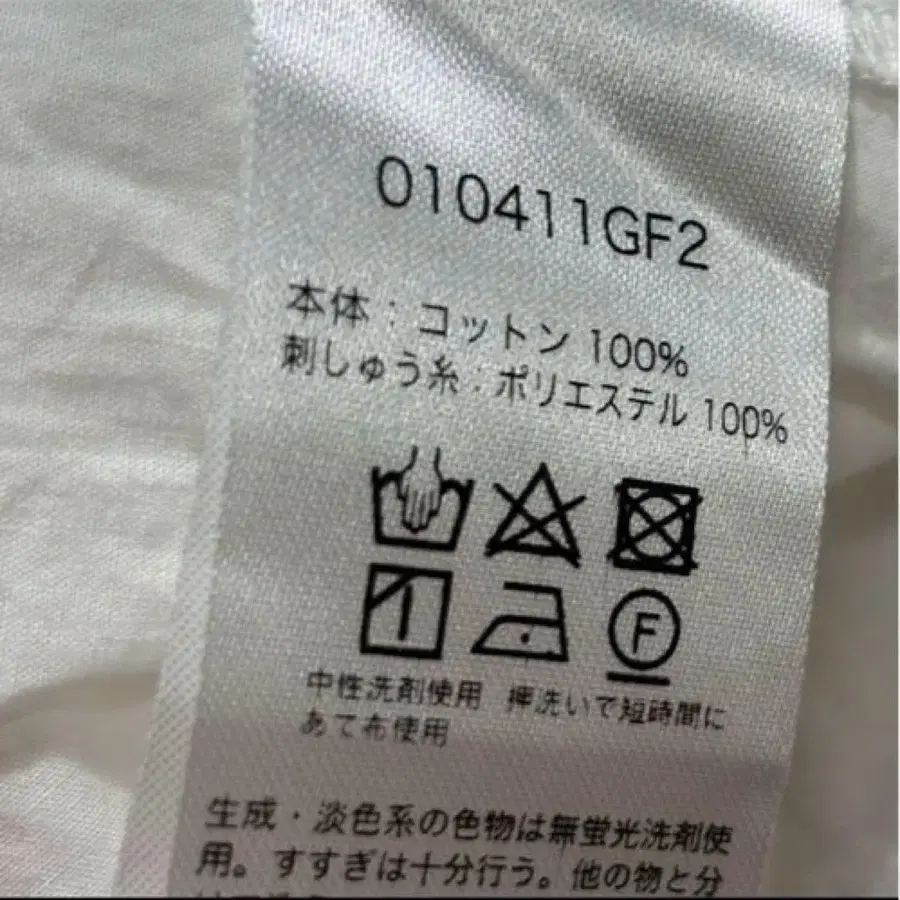 010411GF2
本体：コットン 100%
刺しゅう糸：ポリエステル 100%
F
中性洗剤使用 押洗いで短時間に
あて布使用
生成・淡色系の色物は無蛍光洗剤使
用。すすぎは十分行う。他の物と分